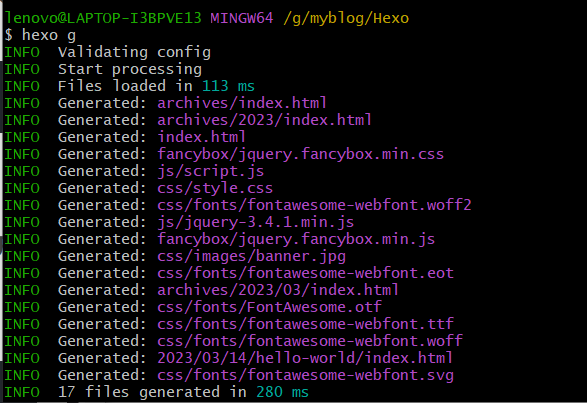 lenovo@LAPTOP-I3BPVE13 MINGW64 /g/myblog/Hexo
$ hexo g
INFO  Validating config
INFO  Start processing
INFO  Files loaded in 113 ms
INFO  Generated: archives/index.html
INFO  Generated: archives/2023/index.html
INFO  Generated: index.html
INFO  Generated: fancybox/jquery.fancybox.min.css
INFO  Generated: js/script.js
INFO  Generated: css/style.css
INFO  Generated: css/fonts/fontawesome-webfont.woff2
INFO  Generated: js/jquery-3.4.1.min.js
INFO  Generated: fancybox/jquery.fancybox.min.js
INFO  Generated: css/images/banner.jpg
INFO  Generated: css/fonts/fontawesome-webfont.eot
INFO  Generated: archives/2023/03/index.html
INFO  Generated: css/fonts/FontAwesome.otf
INFO  Generated: css/fonts/fontawesome-webfont.ttf
INFO  Generated: css/fonts/fontawesome-webfont.woff
INFO  Generated: 2023/03/14/hello-world/index.html
INFO  Generated: css/fonts/fontawesome-webfont.svg
INFO  17 files generated in 280 ms